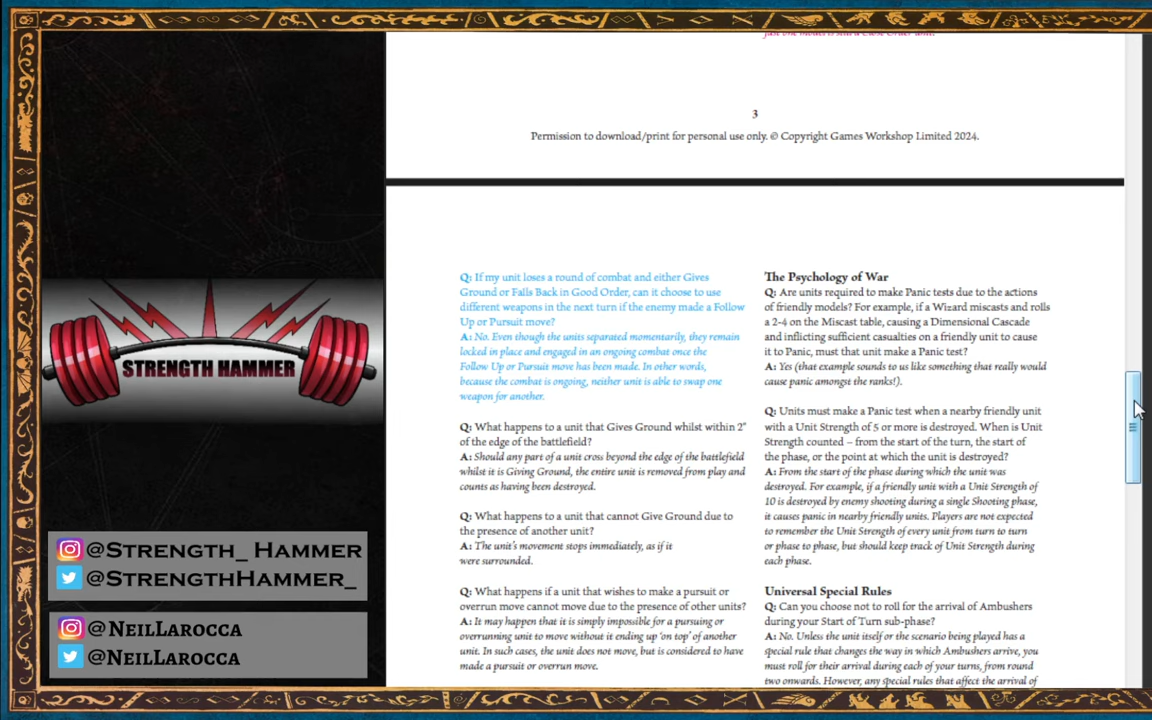 just one model is still a Close Order unit.
3
Permission to download/print for personal use only. © Copyright Games Workshop Limited 2024.
Q: If my unit loses a round of combat and either Gives
Ground or Falls Back in Good Order, can it choose to use
different weapons in the next turn if the enemy made a Follow
Up or Pursuit move?
A: No. Even though the units separated momentarily, they remain
locked in place and engaged in an ongoing combat once the
Follow Up or Pursuit move has been made. In other words,
because the combat is ongoing, neither unit is able to swap one
weapon for another.
Q: What happens to a unit that Gives Ground whilst within 2"
of the edge of the battlefield?
A: Should any part of a unit cross beyond the edge of the battlefield
whilst it is Giving Ground, the entire unit is removed from play and
counts as having been destroyed.
Q: What happens to a unit that cannot Give Ground due to
the presence of another unit?
A: The unit's movement stops immediately, as if it
were surrounded.
Q: What happens if a unit that wishes to make a pursuit or
overrun move cannot move due to the presence of other units?
A: It may happen that it is simply impossible for a pursuing or
overrunning unit to move without it ending up 'on top' of another
unit. In such cases, the unit does not move, but is considered to have
made a pursuit or overrun move.
The Psychology of War
Q: Are units required to make Panic tests due to the actions
of friendly models? For example, if a Wizard miscasts and rolls
a 2-4 on the Miscast table, causing a Dimensional Cascade
and inflicting sufficient casualties on a friendly unit to cause
it to Panic, must that unit make a Panic test?
A: Yes (that example sounds to us like something that really would
cause panic amongst the ranks!).
Q: Units must make a Panic test when a nearby friendly unit
with a Unit Strength of 5 or more is destroyed. When is Unit
Strength counted – from the start of the turn, the start of
the phase, or the point at which the unit is destroyed?
A: From the start of the phase during which the unit was
destroyed. For example, if a friendly unit with a Unit Strength of
10 is destroyed by enemy shooting during a single Shooting phase,
it causes panic in nearby friendly units. Players are not expected
to remember the Unit Strength of every unit from turn to turn
or phase to phase, but should keep track of Unit Strength during
each phase.
Universal Special Rules
Q: Can you choose not to roll for the arrival of Ambushers
during your Start of Turn sub-phase?
A: No. Unless the unit itself or the scenario being played has a
special rule that changes the way in which Ambushers arrive, you
must roll for their arrival during each of your turns, from round
two onwards. However, any special rules that affect the arrival of
STRENGTH HAMMER
@Strength_ Hammer
@StrengthHammer_
@NeilLarocca
@NeilLarocca